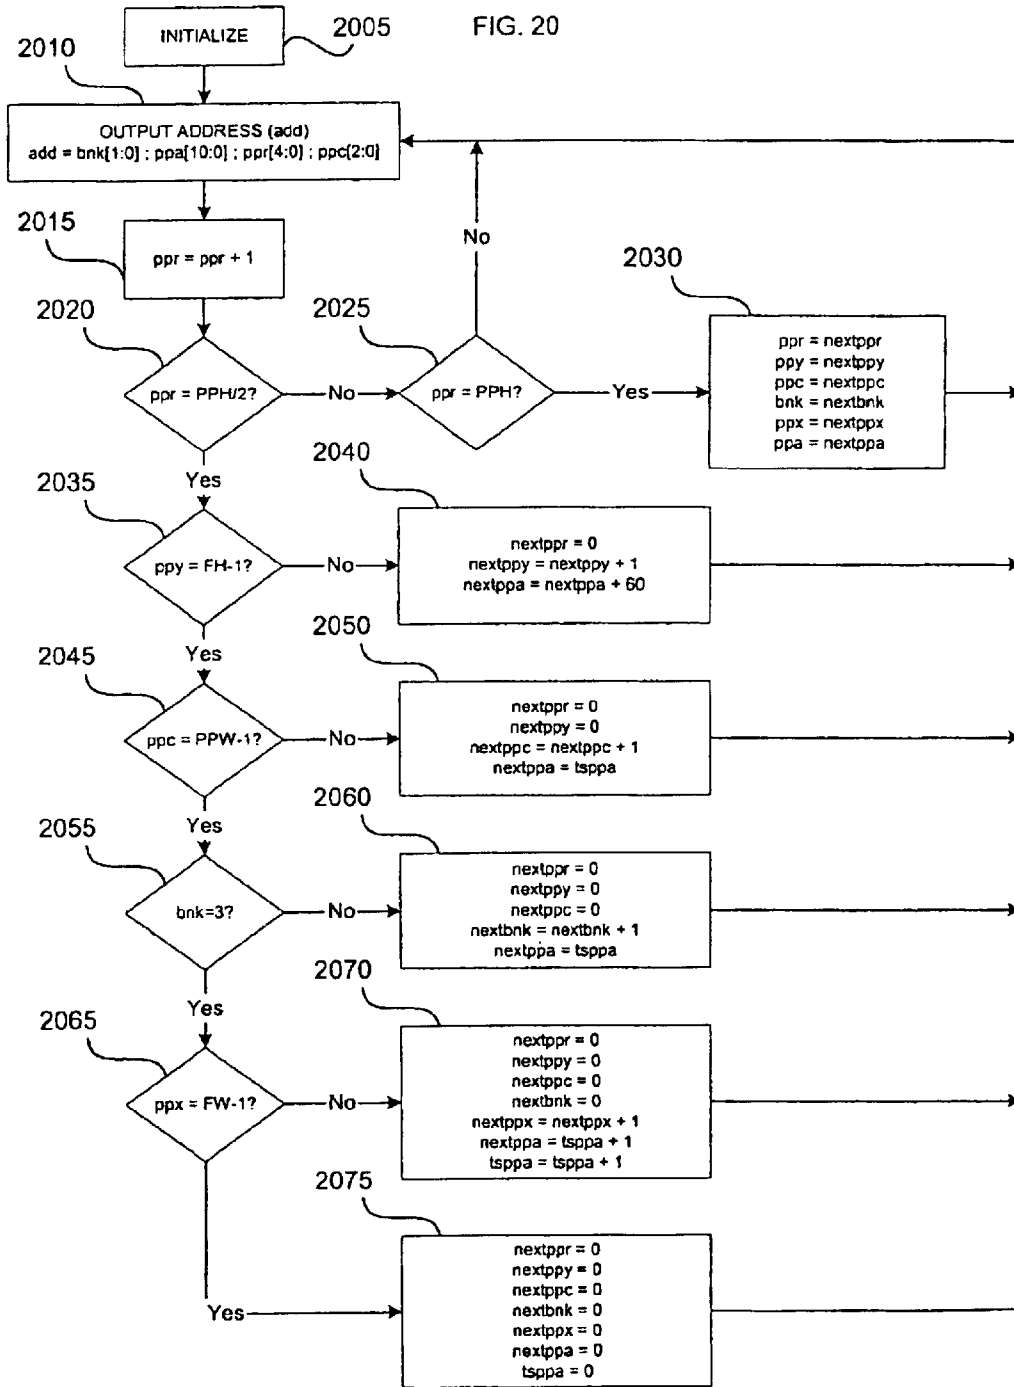 FIG. 20
INITIALIZE
2005
2010
OUTPUT ADDRESS (add)
add = bnk[1:0] ; ppa[10:0] ; ppr[4:0] ; ppc[2:0]
2015
ppr = ppr + 1
No
2020
ppr = PPH/2?
No
2025
ppr = PPH?
Yes
2030
ppr = nextppr
ppy = nextppy
ppc = nextppc
bnk = nextbnk
ppx = nextppx
ppa = nextppa
Yes
2035
ppy = FH-1?
No
2040
nextppr = 0
nextppy = nextppy + 1
nextppa = nextppa + 60
Yes
2045
ppc = PPW-1?
No
2050
nextppr = 0
nextppy = 0
nextppc = nextppc + 1
nextppa = tsppa
Yes
2055
bnk=3?
No
2060
nextppr = 0
nextppy = 0
nextppc = 0
nextbnk = nextbnk + 1
nextppa = tsppa
Yes
2065
ppx = FW-1?
No
2070
nextppr = 0
nextppy = 0
nextppc = 0
nextbnk = 0
nextppx = nextppx + 1
nextppa = tsppa + 1
tsppa = tsppa + 1
Yes
2075
nextppr = 0
nextppy = 0
nextppc = 0
nextbnk = 0
nextppx = 0
nextppa = 0
tsppa = 0